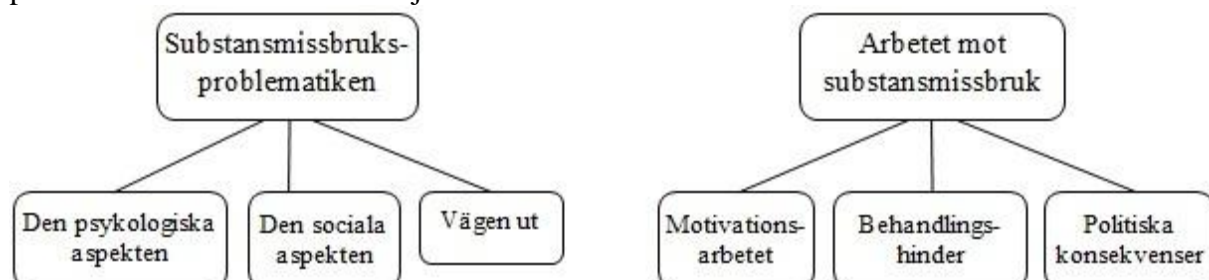 Substansmissbruks-
problematiken
Arbetet mot
substansmissbruk
Den psykologiska
aspekten
Den sociala
aspekten
Vägen ut
Motivations-
arbetet
Behandlings-
hinder
Politiska
konsekvenser